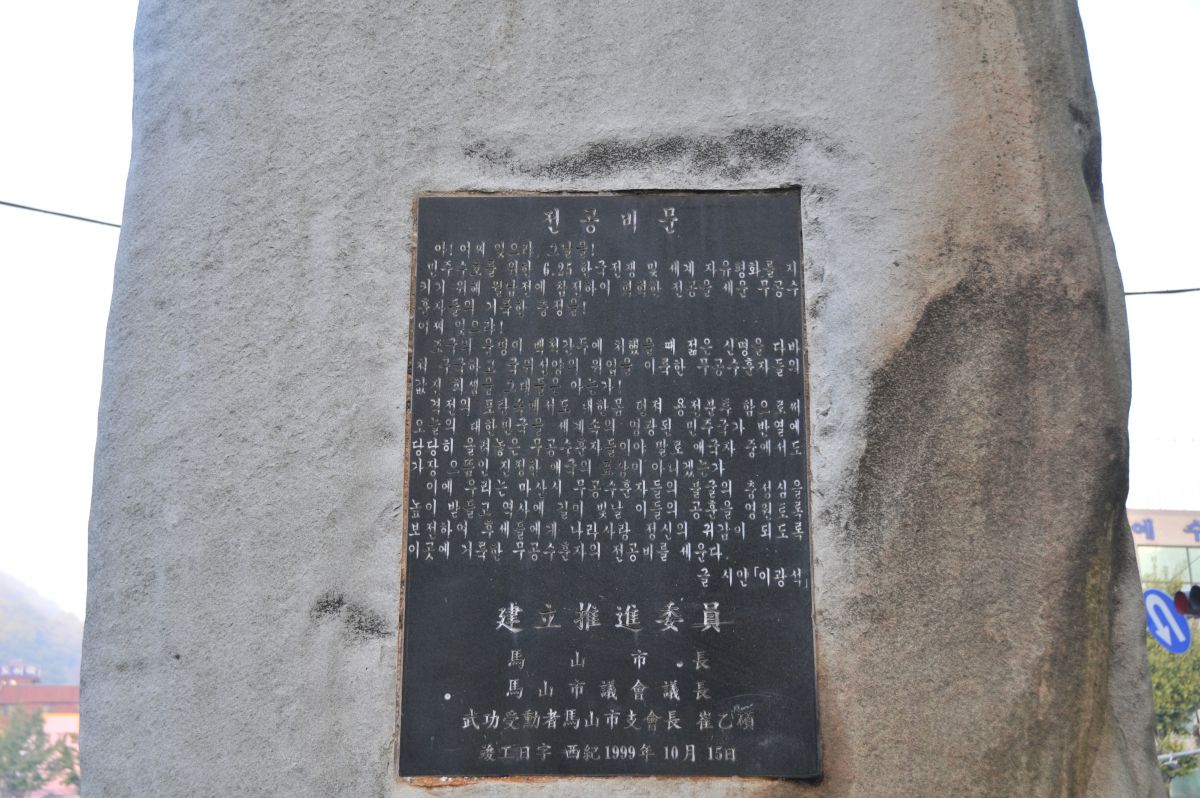 전공비문
아! 어찌 잊으랴 그날을!
민주수호를 위한 6.25 한국전쟁 및 세계 자유평화를 지
키기 위해 월남전에 참전하여 혁혁한 전공을 세운 무공수
훈자들의 기록한 충정을!
어찌 잊으랴!
조국의 운명이 백척간두에 처했을 때 젊은 신명을 다바
쳐 구국하고 국위선양의 위업을 이룩한 무공수훈자들의
값진 희생을 그대들은 아는가!
격전의 포탄속에서도 대한몸 던져 용전분투 함으로써
오늘의 대한민국을 세계속의 영광된 민주국가 반열에
당당히 올려놓은 무공수훈자들이야 말로 애국자 중에서도
가장 으뜸인 진정한 애국의 표상이 아니겠는가
이에 우리는 마산시 무공수훈자들의 불굴의 충성심을
높이 받들고 역사에 길이 빛날 이들의 공훈을 영원토록
보전하여 후세들에게 나라사랑 정신의 귀감이 되도록
이곳에 기록한 무공수훈자의 전공비를 세운다.
글 시안「이광석」
建立推進委員
馬山市長
馬山市議會議長
武功受勳者馬山市支會長 崔乙碩
竣工日字 西紀 1999年 10月 15日
예수